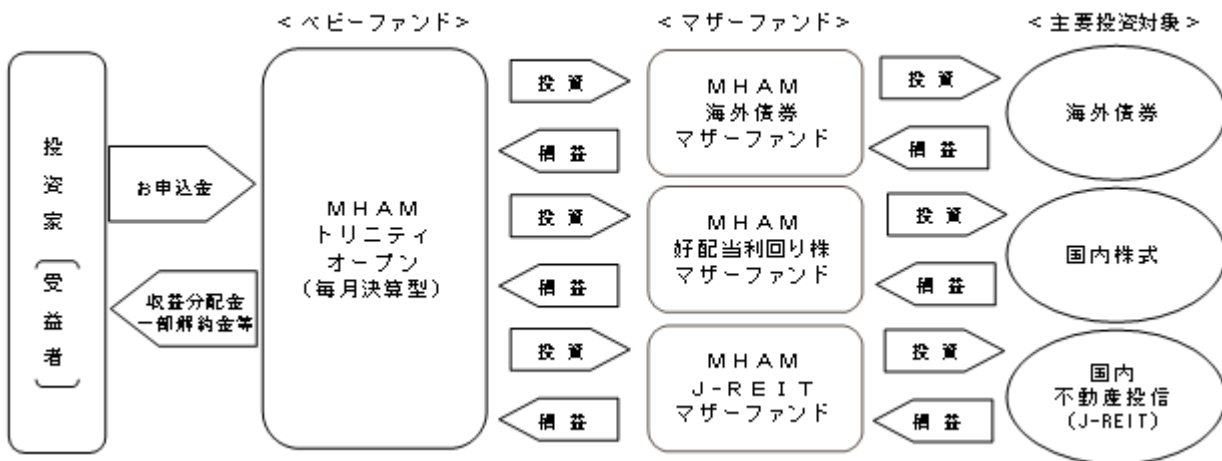 ＜ベビーファンド＞
＜マザーファンド＞
＜主要投資対象＞
投資家
（受益者）
お申込金
収益分配金
一部解約金等
ＭＨＡＭ
トリニティ
オープン
（毎月決算型）
投資
損益
投資
損益
投資
損益
ＭＨＡＭ
海外債券
マザーファンド
ＭＨＡＭ
好配当利回り株
マザーファンド
ＭＨＡＭ
Ｊ-ＲＥＩＴ
マザーファンド
投資
損益
投資
損益
投資
損益
海外債券
国内株式
国内
不動産投信
(J-REIT)